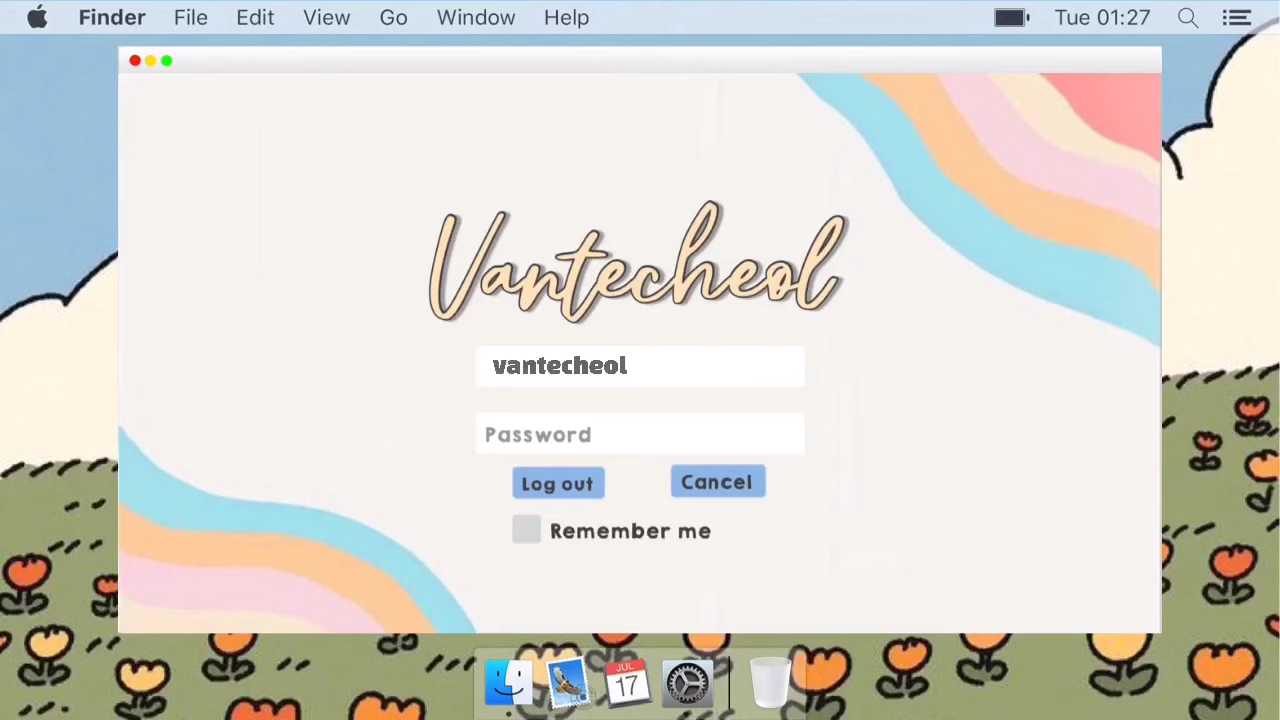 Finder File Edit View Go Window Help Tue 01:27
Vantecheol
vantecheol
Password
Log out Cancel
Remember me
JUL
17